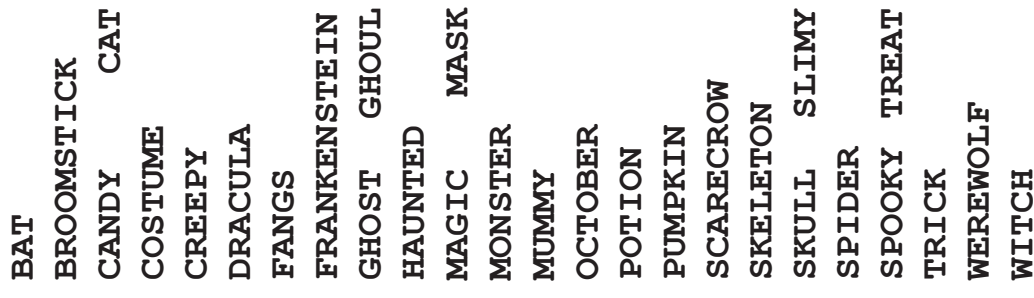 BAT
BROOMSTICK
CANDY CAT
COSTUME
CREEPY
DRACULA
FANGS
FRANKENSTEIN
GHOST GHOUL
HAUNTED
MAGIC MASK
MONSTER
MUMMY
OCTOBER
POTION
PUMPKIN
SCARECROW
SKELETON
SKULL SLIMY
SPIDER
SPOOKY TREAT
TRICK
WEREWOLF
WITCH